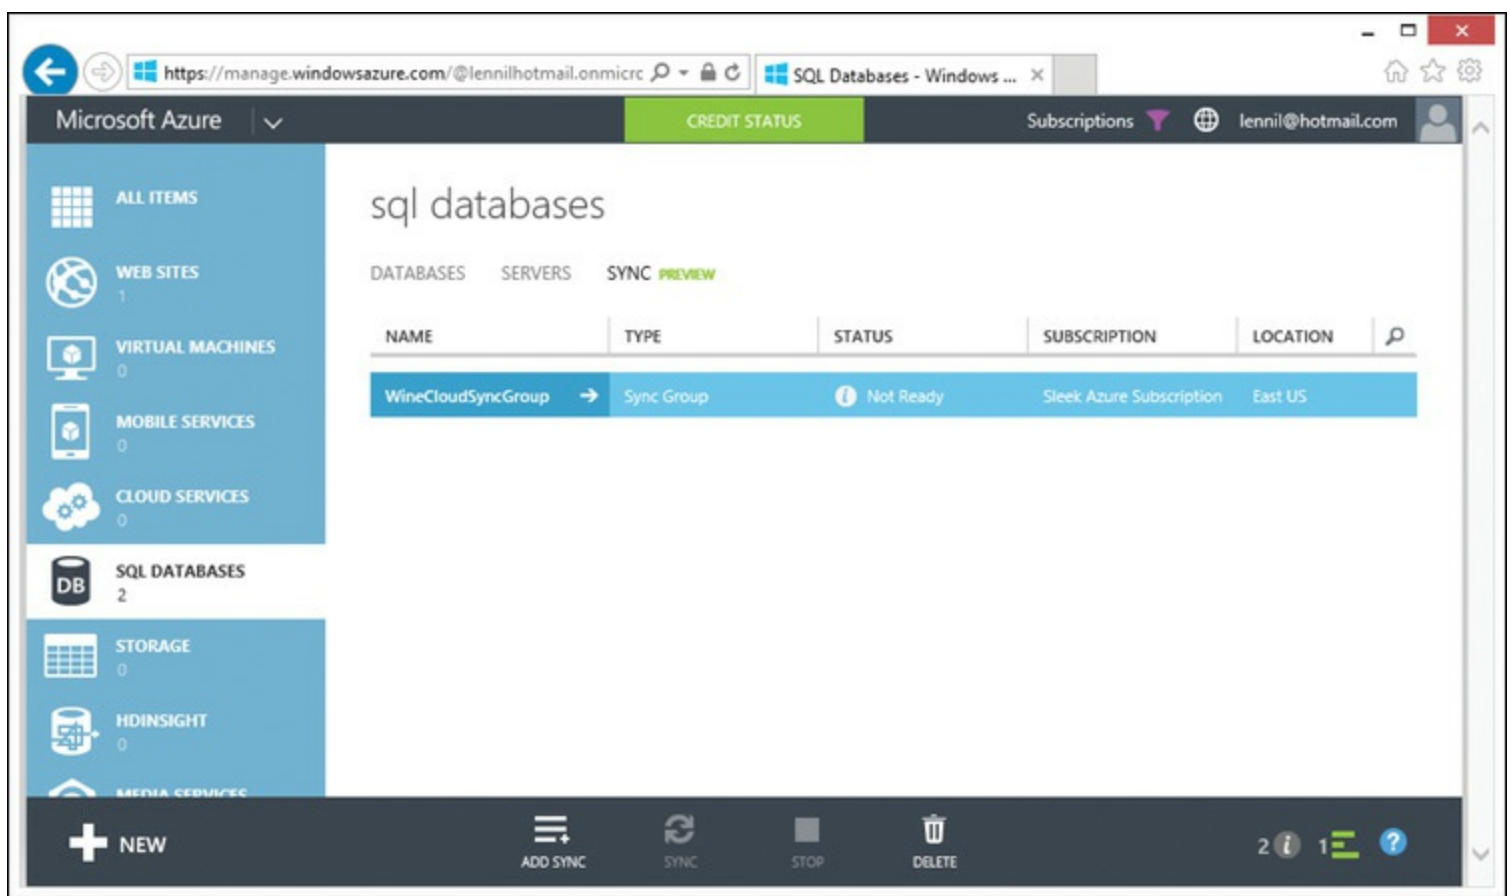 https://manage.windowsazure.com/@lennilhotmail.onmicrc
SQL Databases - Windows ...
Microsoft Azure
CREDIT STATUS
Subscriptions
lennil@hotmail.com
ALL ITEMS
WEB SITES
1
VIRTUAL MACHINES
0
MOBILE SERVICES
0
CLOUD SERVICES
0
DB
SQL DATABASES
2
STORAGE
0
HDINSIGHT
0
MEDIA SERVICES
sql databases
DATABASES SERVERS SYNC PREVIEW
NAME TYPE STATUS SUBSCRIPTION LOCATION
WineCloudSyncGroup Sync Group Not Ready Sleek Azure Subscription East US
NEW
ADD SYNC
SYNC
STOP
DELETE
2 i 1 ?